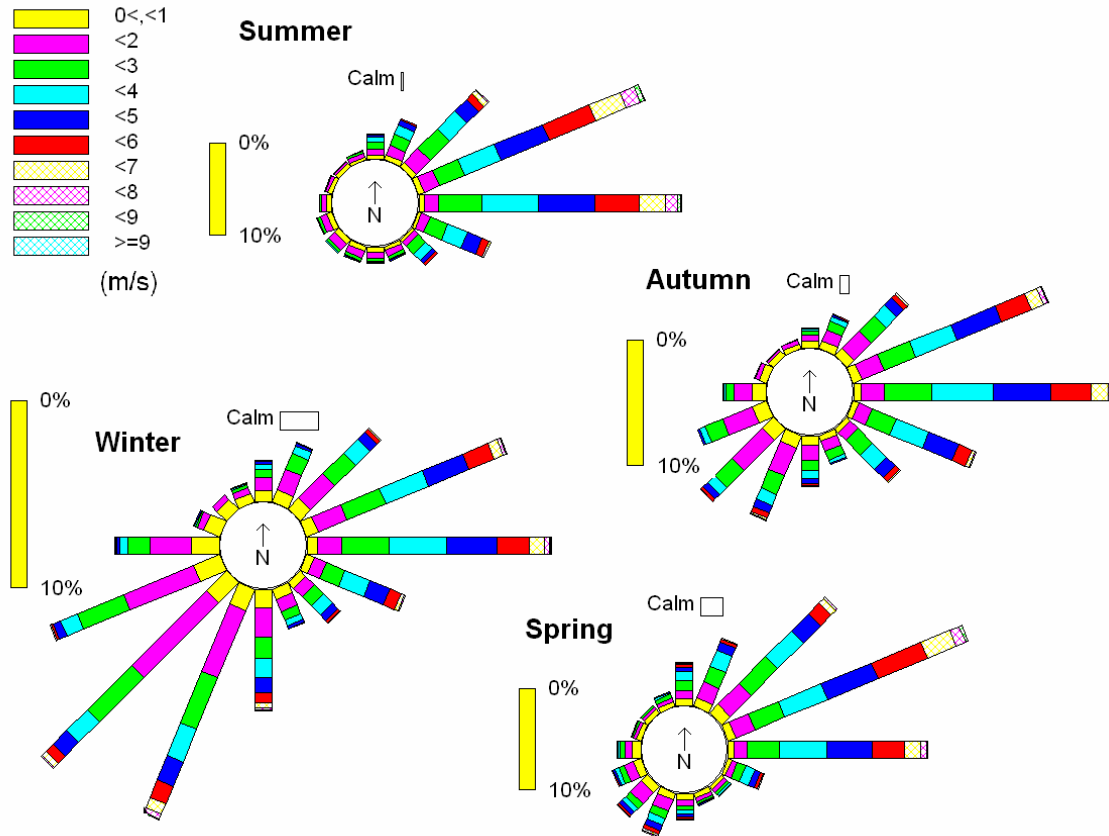 0<,<1
<2
<3
<4
<5
<6
<7
<8
<9
>=9
(m/s)
Summer
Calm
0%
10%
N
Autumn
Calm
0%
10%
N
Winter
Calm
0%
10%
N
Spring
Calm
0%
10%
N